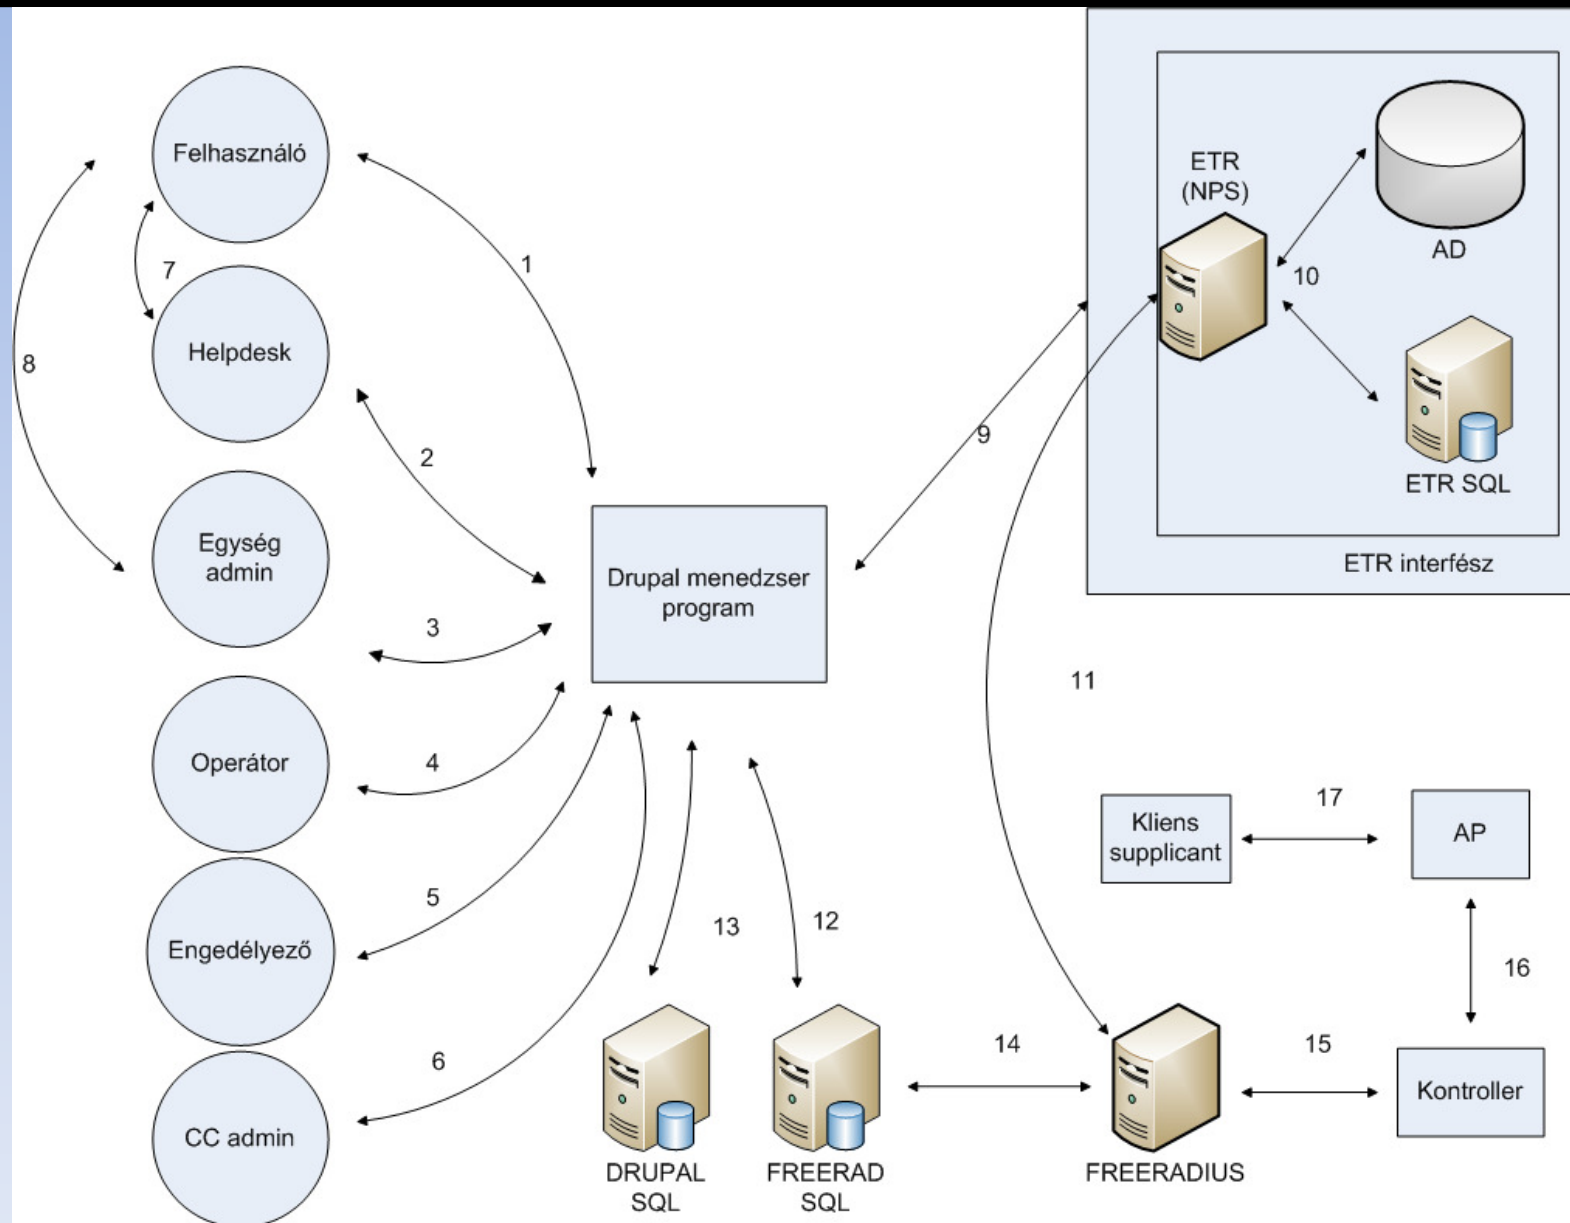 Felhasználó
Helpdesk
Egység
admin
Operátor
Engedélyező
CC admin
7
8
1
2
3
4
5
6
Drupal menedzser
program
9
ETR
(NPS)
AD
10
ETR SQL
ETR interfész
11
13
12
DRUPAL
SQL
FREERAD
SQL
14
FREERADIUS
15
Kontroller
16
AP
17
Kliens
supplicant